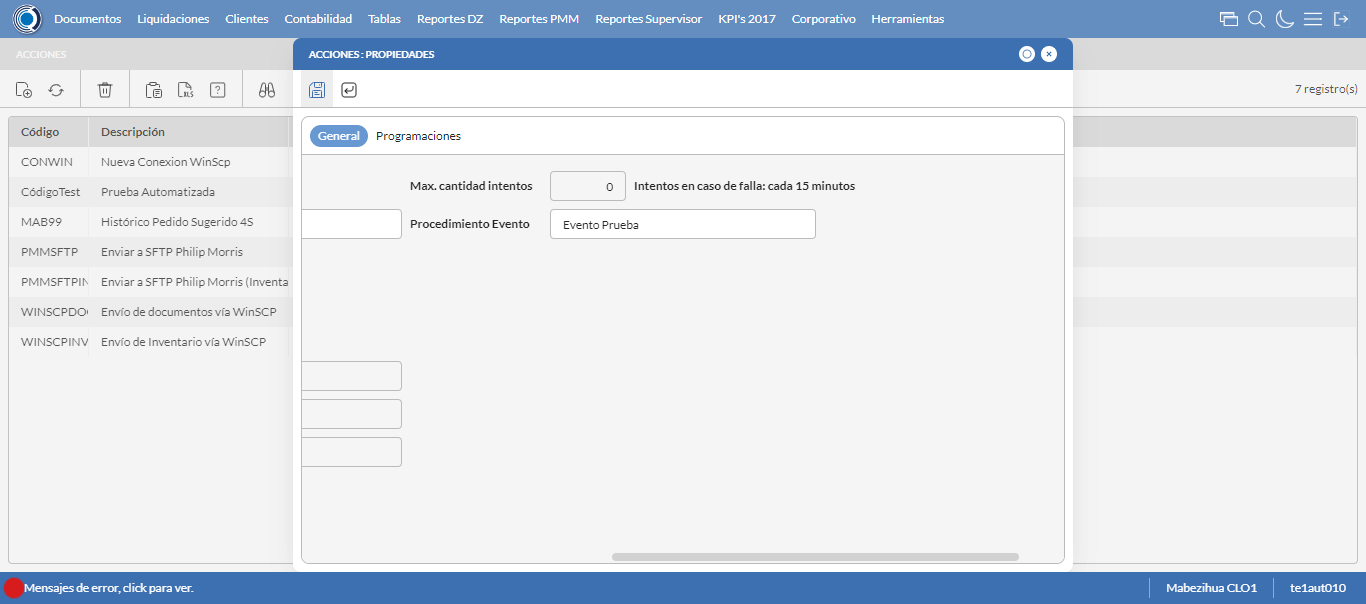 Documentos Liquidaciones Clientes Contabilidad Tablas Reportes DZ Reportes PMM Reportes Supervisor KPI's 2017 Corporativo Herramientas
ACCIONES
ACCIONES : PROPIEDADES
XLS
?
7 registro(s)
General Programaciones
Código Descripción
CONWIN Nueva Conexion WinScp
CódigoTest Prueba Automatizada
MAB99 Histórico Pedido Sugerido 4S
PMMSFTP Enviar a SFTP Philip Morris
PMMSFTPIN Enviar a SFTP Philip Morris (Inventa
WINSCPDO Envío de documentos vía WinSCP
WINSCPINV Envío de Inventario vía WinSCP
Max. cantidad intentos 0 Intentos en caso de falla: cada 15 minutos
Procedimiento Evento Evento Prueba
Mensajes de error, click para ver. Mabezihua CLO1 te1aut010